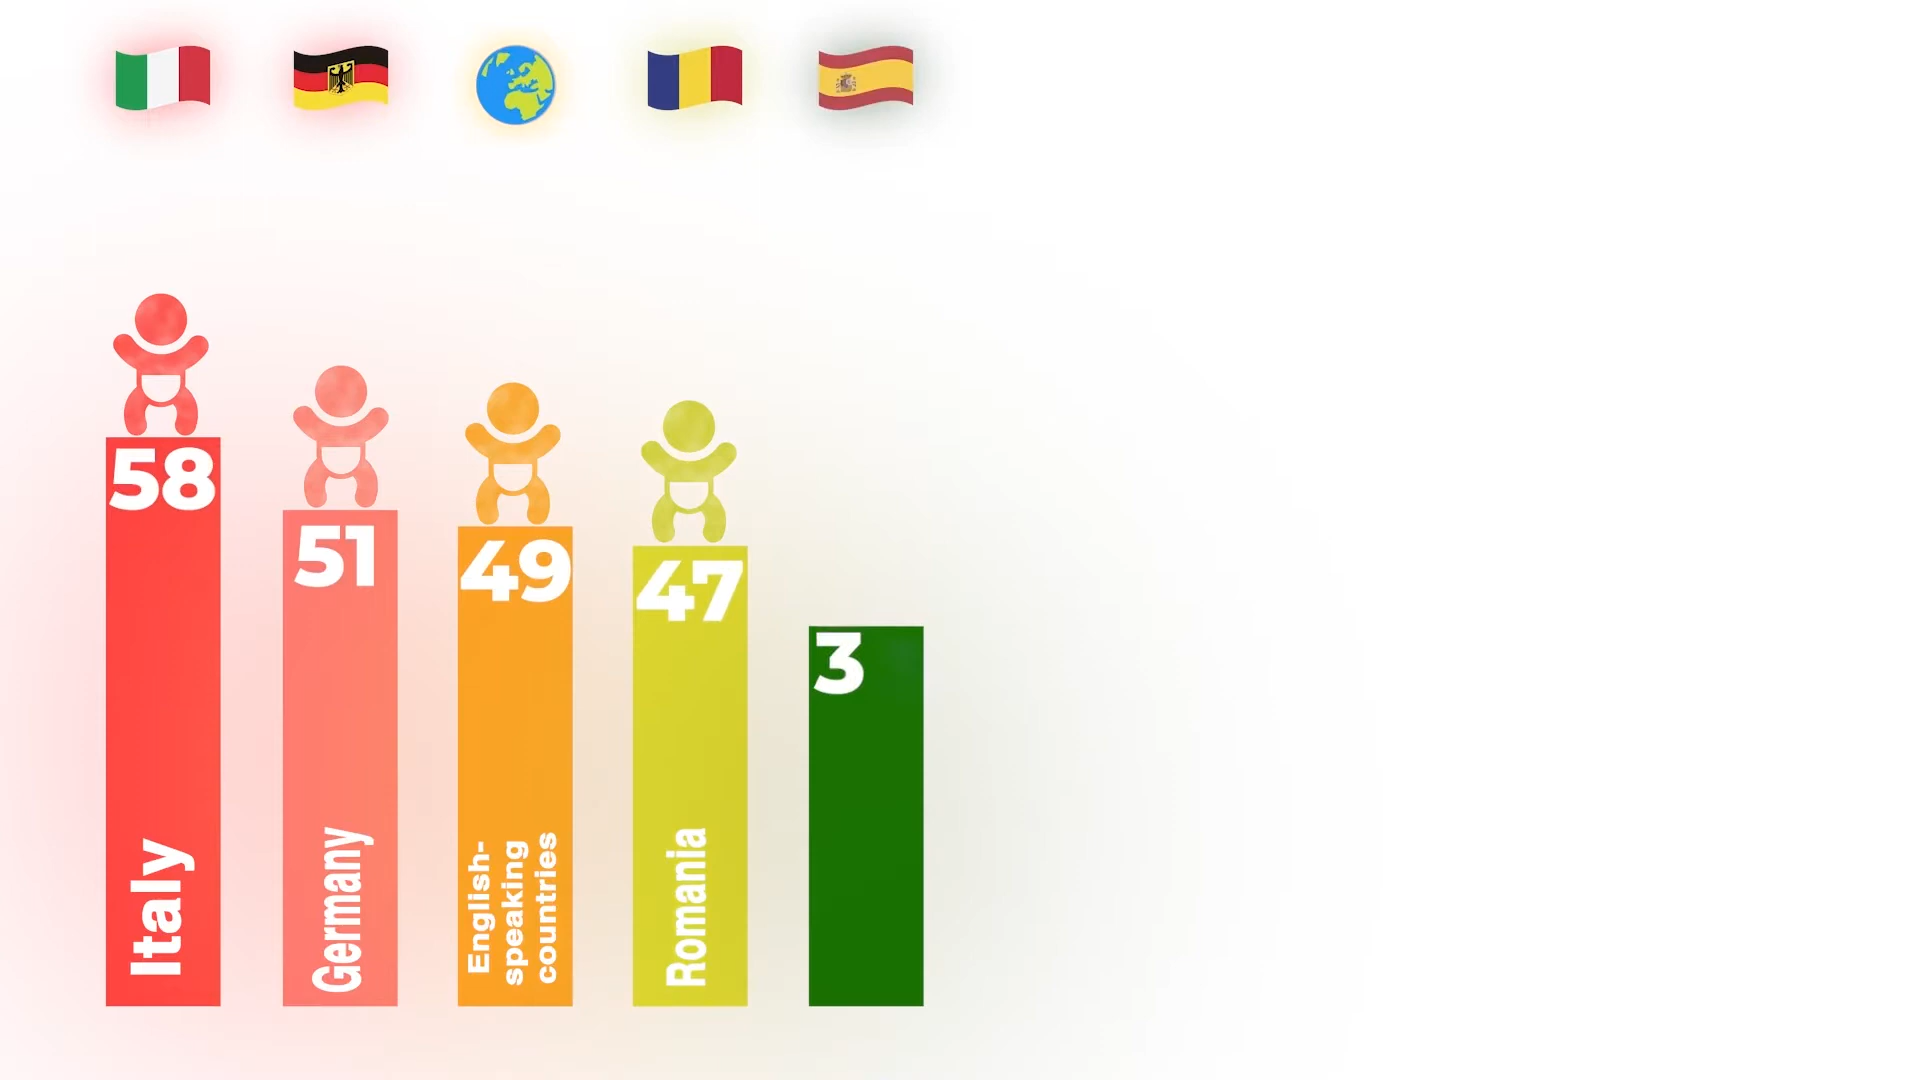 58
Italy
51
Germany
49
English-
speaking
countries
47
Romania
3